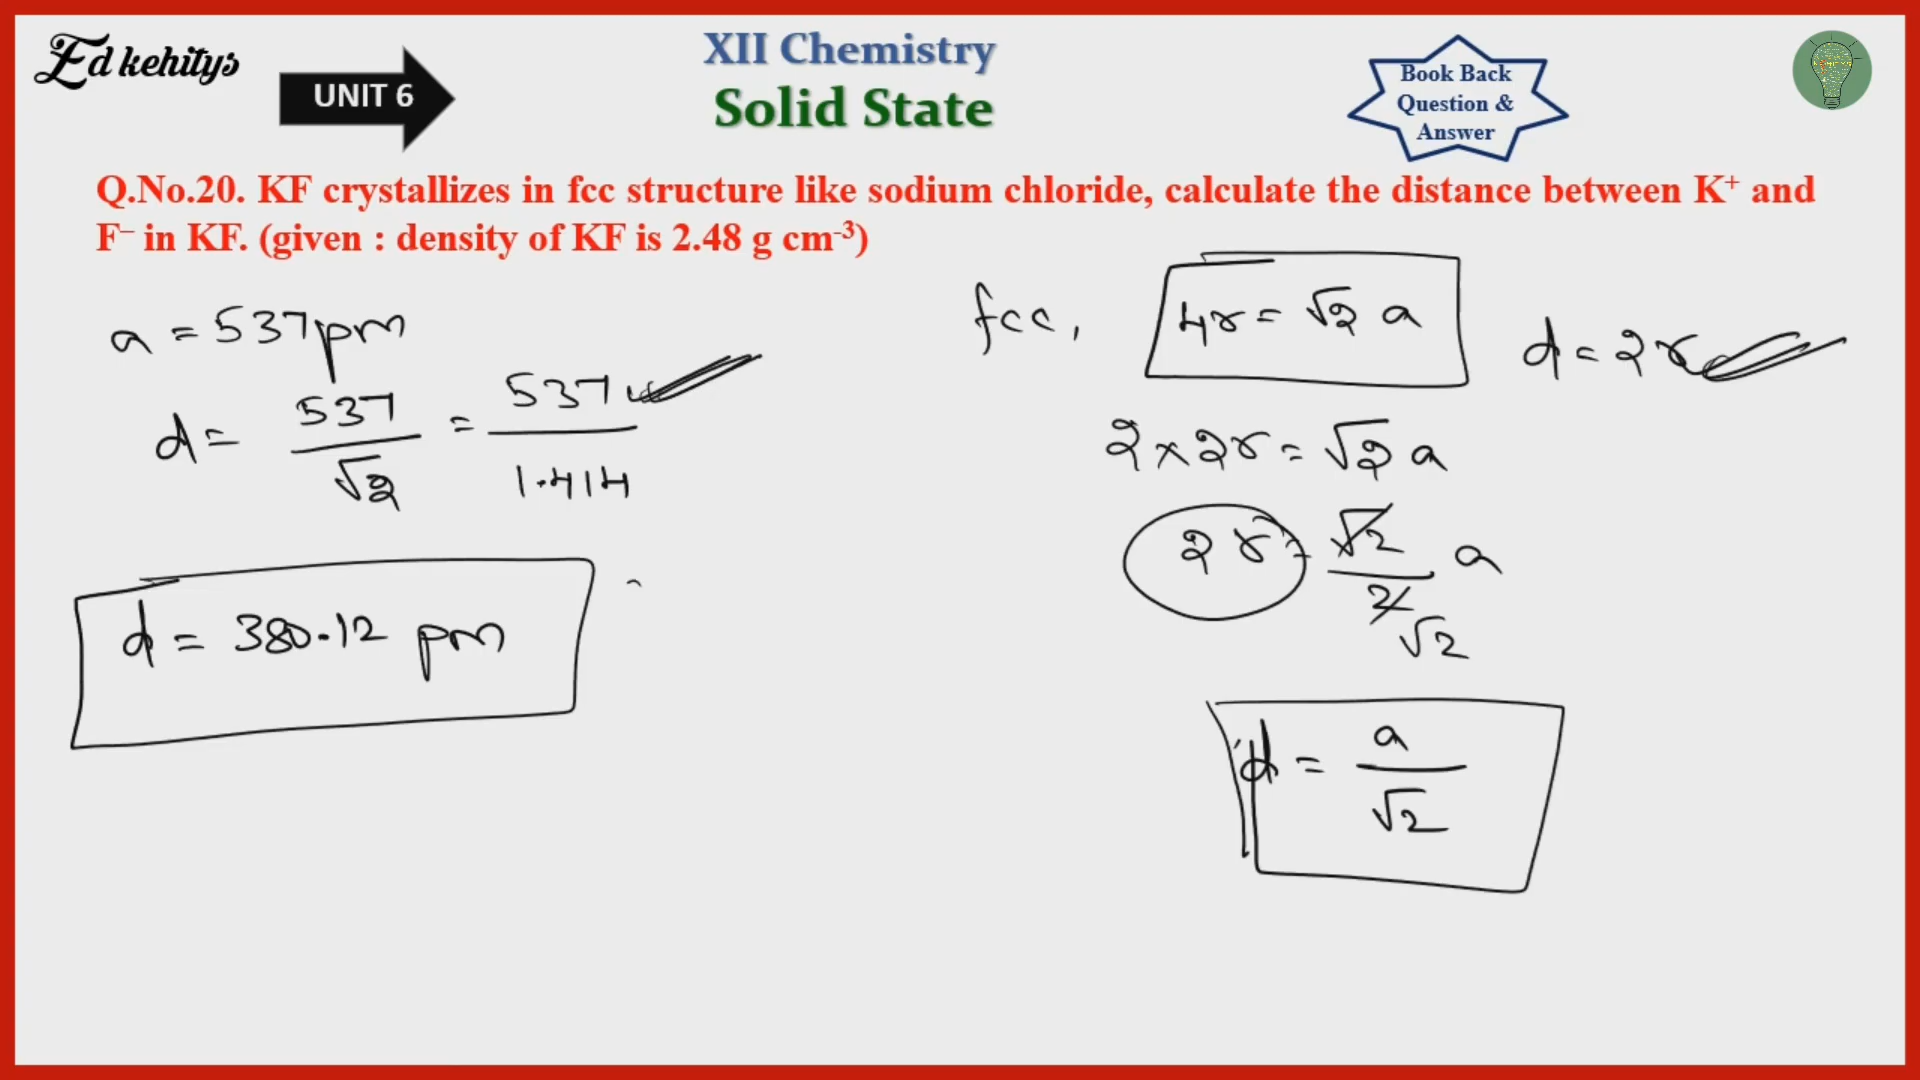 Ed kehitys
UNIT 6
XII Chemistry
Solid State
Book Back
Question &
Answer
Q.No.20. KF crystallizes in fcc structure like sodium chloride, calculate the distance between K⁺ and
F⁻ in KF. (given : density of KF is 2.48 g cm⁻³)
a = 537pm
d = 537/√2 = 537/1.414
d = 380.12 pm
fcc,
4r = √2 a
d = 2r
2 × 2r = √2 a
2r = √2/2 a
√2
d = a/√2